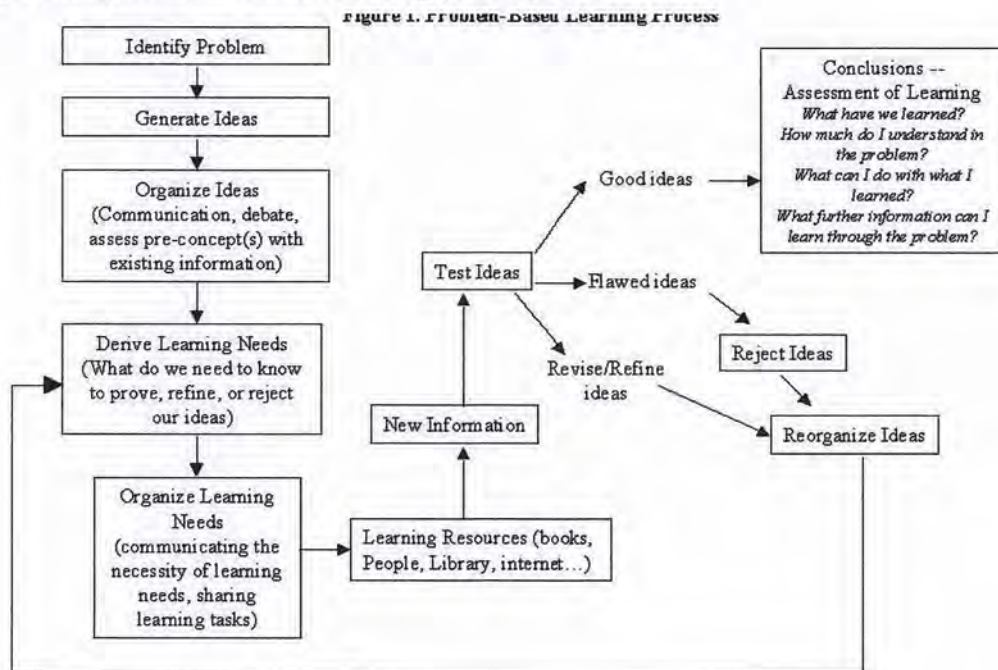 Figure 1. Problem-Based Learning Process
Identify Problem
Generate Ideas
Organize Ideas
(Communication, debate,
assess pre-concept(s) with
existing information)
Derive Learning Needs
(What do we need to know
to prove, refine, or reject
our ideas)
Organize Learning
Needs
(communicating the
necessity of learning
needs, sharing
learning tasks)
Learning Resources (books,
People, Library, internet...)
New Information
Test Ideas
Good ideas
Flawed ideas
Revise/Refine
ideas
Reject Ideas
Reorganize Ideas
Conclusions --
Assessment of Learning
What have we learned?
How much do I understand in
the problem?
What can I do with what I
learned?
What further information can I
learn through the problem?